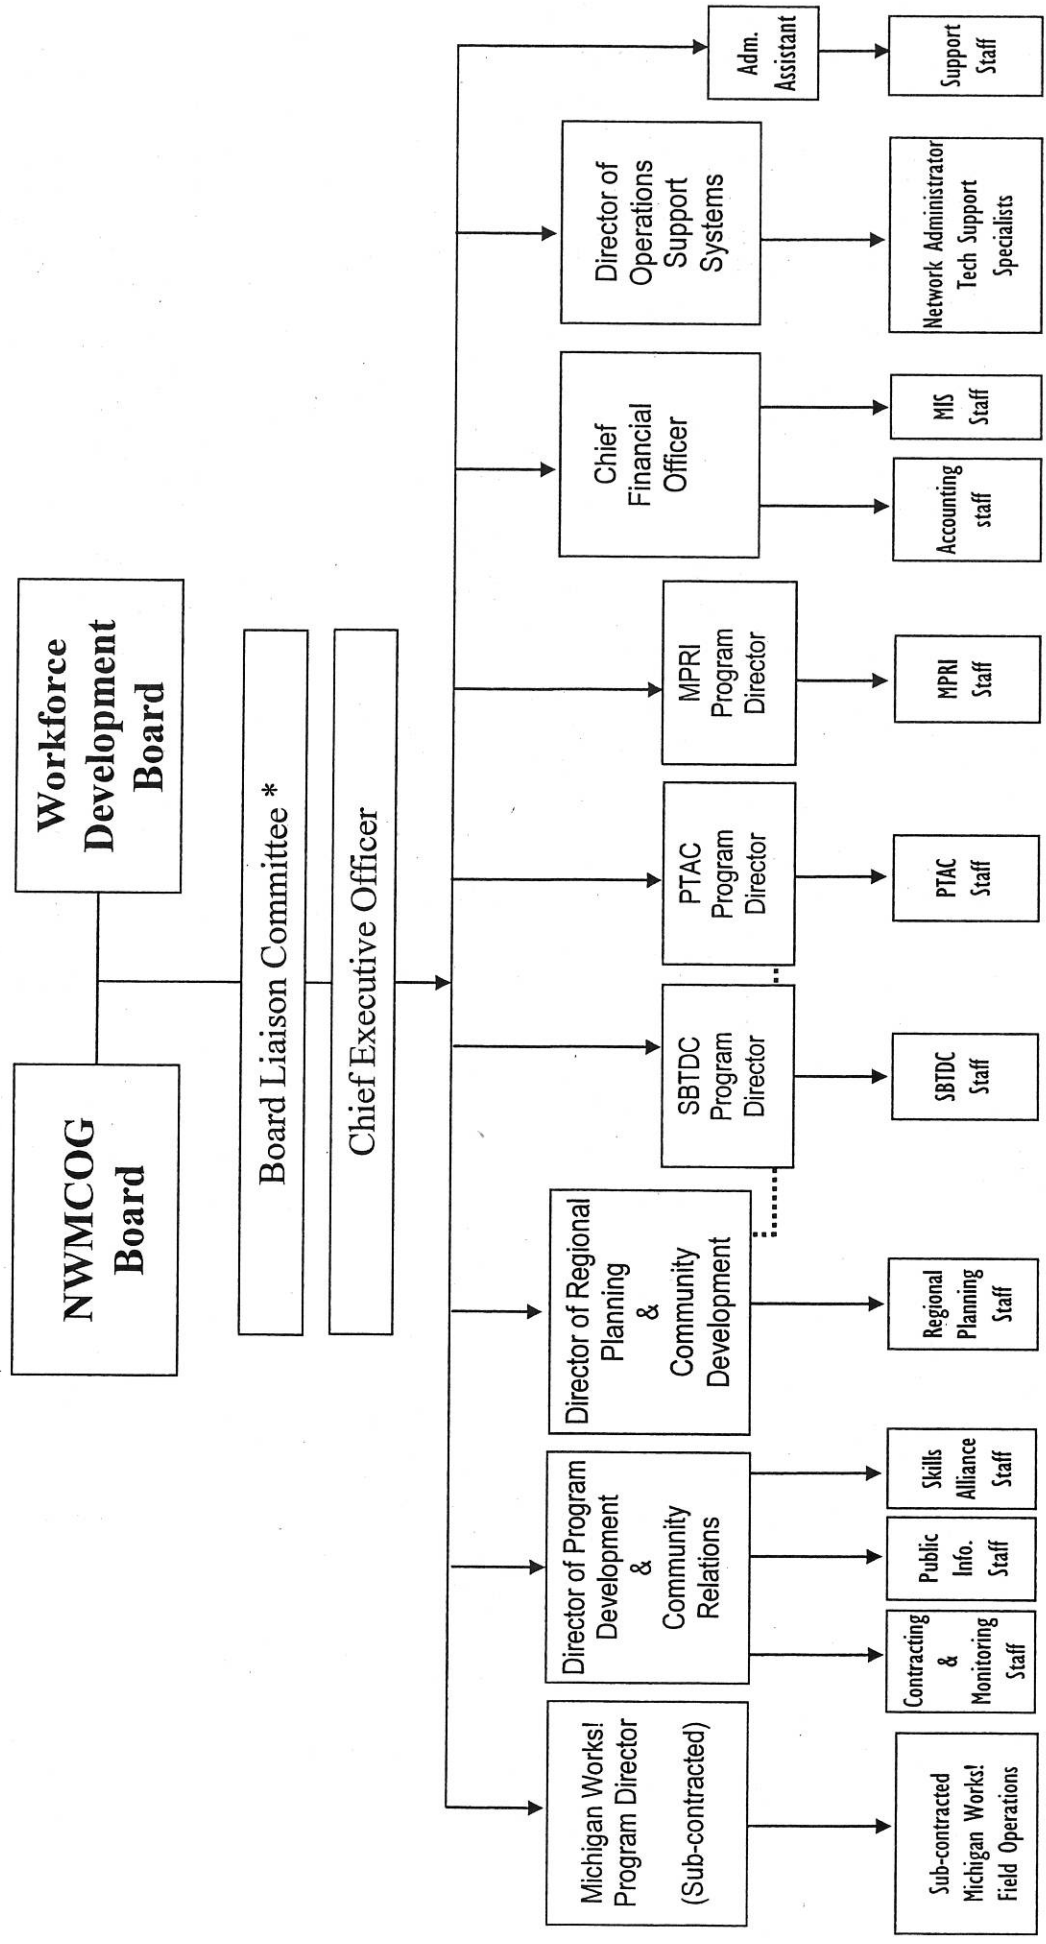 NWMCOG
Board
Workforce
Development
Board
Board Liaison Committee *
Chief Executive Officer
Michigan Works!
Program Director
(Sub-contracted)
Director of Program
Development
&
Community
Relations
Director of Regional
Planning
&
Community
Development
SBTDC
Program
Director
PTAC
Program
Director
MPRI
Program
Director
Chief
Financial
Officer
Director of
Operations
Support
Systems
Adm.
Assistant
Sub-contracted
Michigan Works!
Field Operations
Contracting
&
Monitoring
Staff
Public
Info.
Staff
Skills
Alliance
Staff
Regional
Planning
Staff
SBTDC
Staff
PTAC
Staff
MPRI
Staff
Accounting
staff
MIS
Staff
Network Administrator
Tech Support
Specialists
Support
Staff